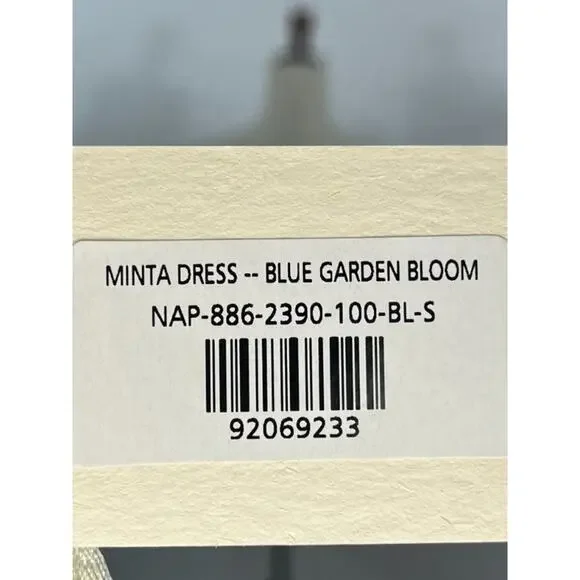 MINTA DRESS -- BLUE GARDEN BLOOM
NAP-886-2390-100-BL-S
92069233